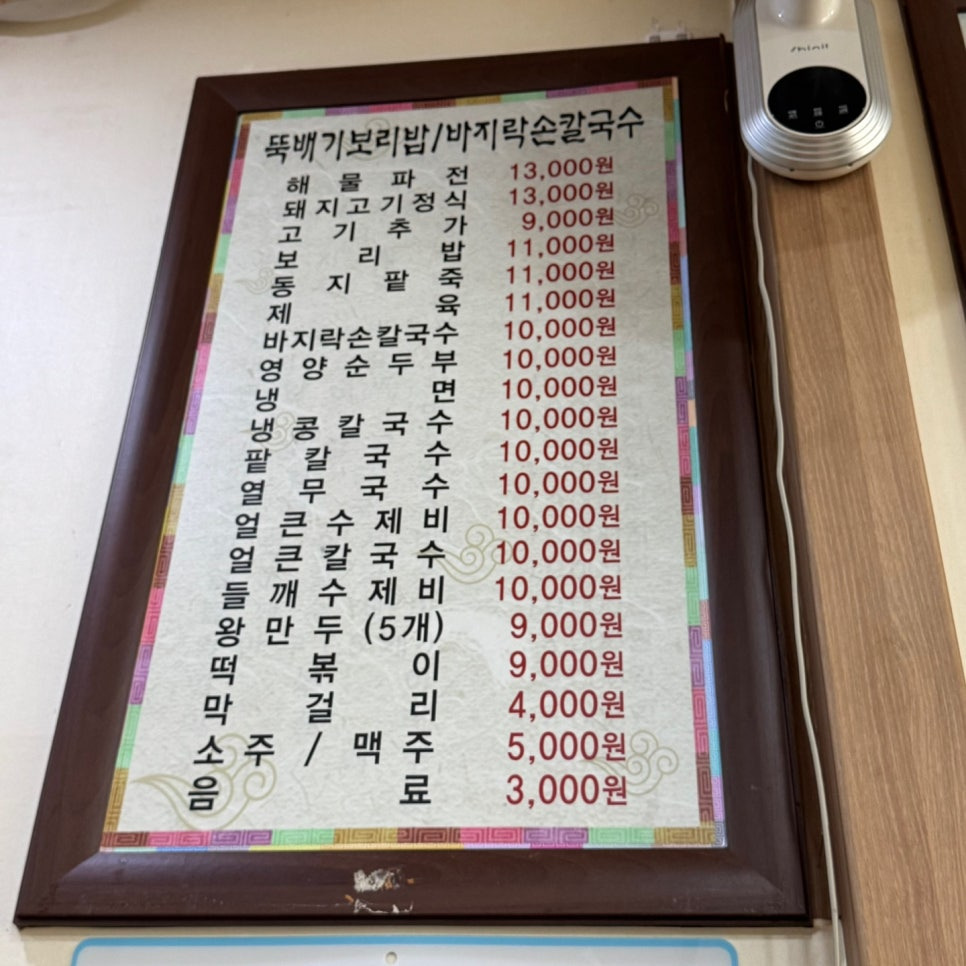 shinil
뚝배기보리밥/바지락손칼국수
해물파전 13,000원
돼지고기정식 13,000원
고기추가 9,000원
보리밥 11,000원
동지팥죽 11,000원
제육 11,000원
바지락손칼국수 10,000원
영양순두부 10,000원
냉면 10,000원
냉콩칼국수 10,000원
팥칼국수 10,000원
열무국수 10,000원
얼큰수제비 10,000원
얼큰칼국수 10,000원
들깨수제비 10,000원
왕만두(5개) 9,000원
떡볶이 9,000원
막걸리 4,000원
소주/맥주 5,000원
음료 3,000원